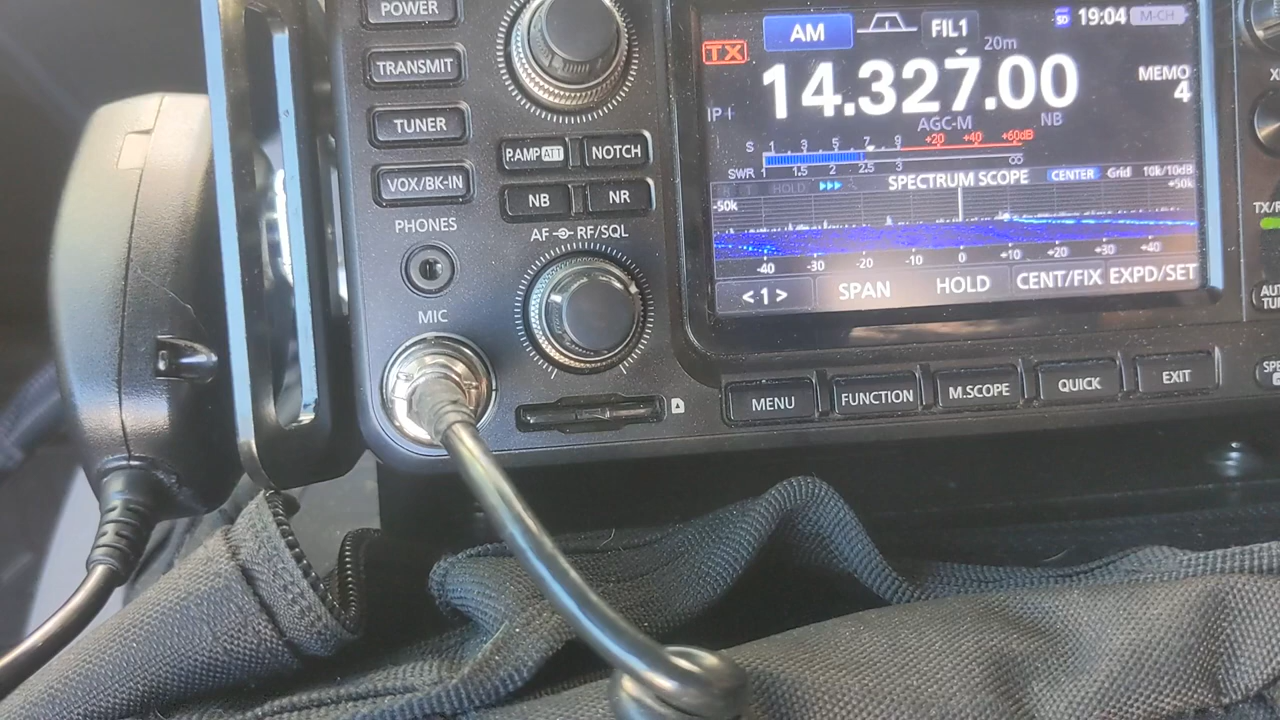 POWER
TRANSMIT
TUNER
VOX/BK-IN
PHONES
MIC
P.AMP ATT
NOTCH
NB
NR
AF RF/SQL
AM
FIL1
SD
19:04
M-CH
TX
20m
14.327.00
MEMO
4
AGC-M
NB
S 1 3 5 7 9 +20 +40 +60dB
SWR 1 1.5 2 2.5 3 ∞
HOLD
SPECTRUM SCOPE
CENTER
Grid
10k/10dB
-50k
+50k
-40 -30 -20 -10 0 +10 +20 +30 +40
< 1 >
SPAN
HOLD
CENT/FIX
EXPD/SET
MENU
FUNCTION
M.SCOPE
QUICK
EXIT